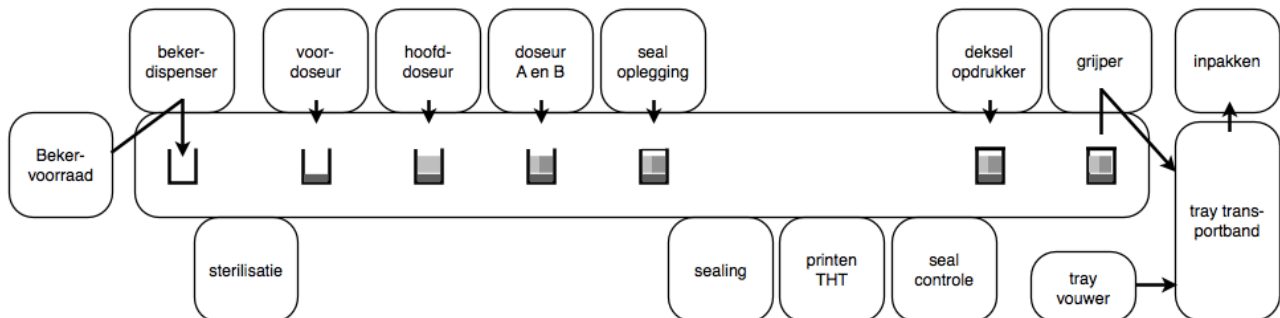 beker-
dispenser
voor-
doseur
hoofd-
doseur
doseur
A en B
seal
oplegging
deksel
opdrukker
grijper
inpakken
Beker-
voorraad
tray trans-
portband
sterilisatie
sealing
printen
THT
seal
controle
tray
vouwer